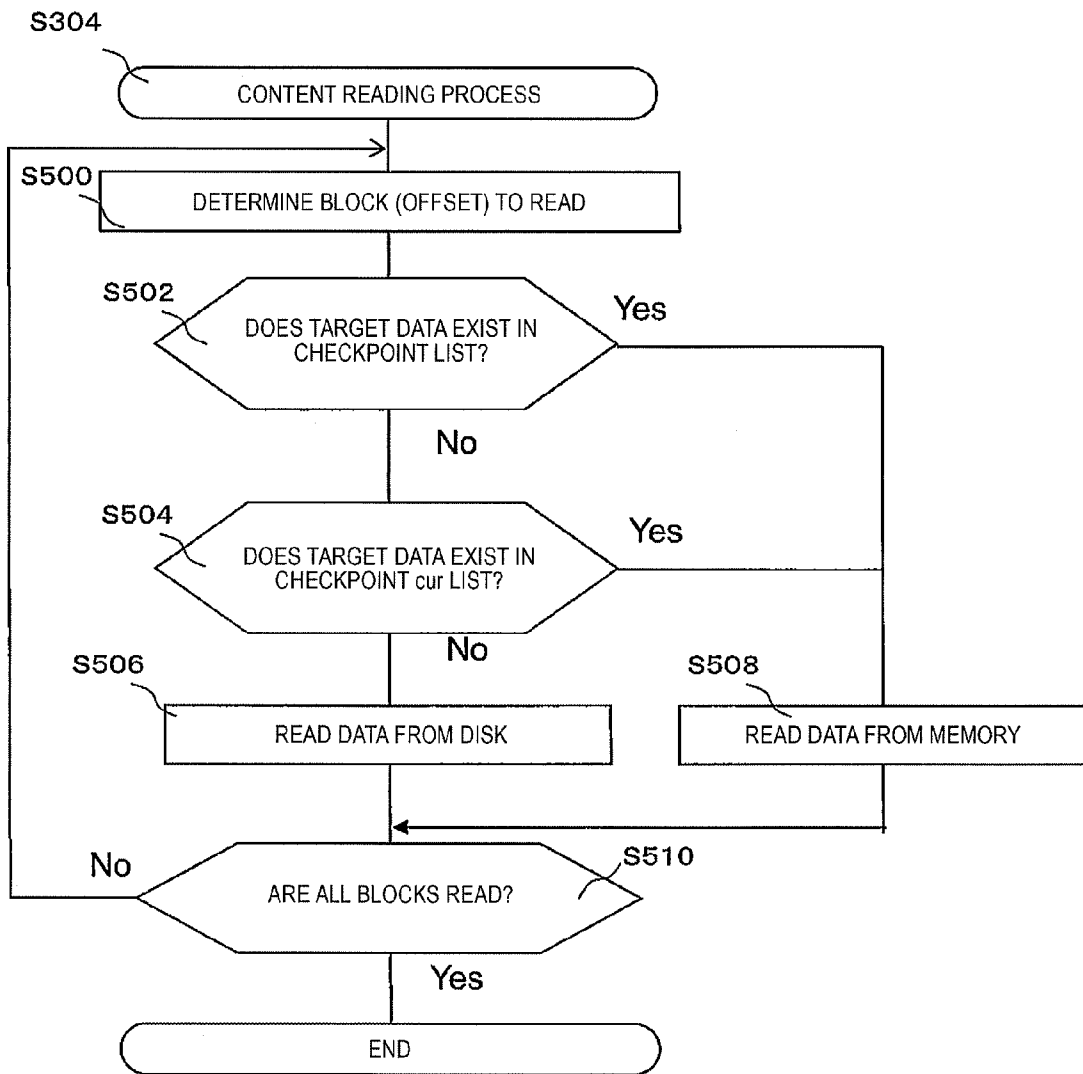 S304
CONTENT READING PROCESS
S500
DETERMINE BLOCK (OFFSET) TO READ
S502
Yes
DOES TARGET DATA EXIST IN
CHECKPOINT LIST?
No
S504
Yes
DOES TARGET DATA EXIST IN
CHECKPOINT cur LIST?
No
S506
S508
READ DATA FROM DISK
READ DATA FROM MEMORY
No
S510
ARE ALL BLOCKS READ?
Yes
END